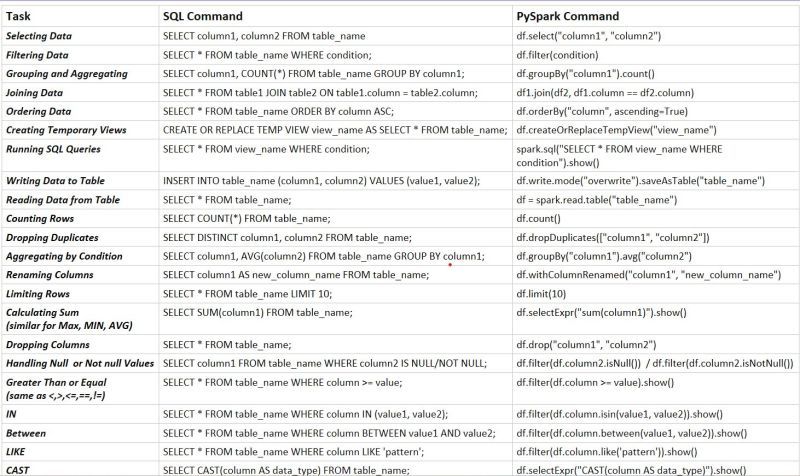 Task SQL Command PySpark Command
Selecting Data SELECT column1, column2 FROM table_name df.select("column1", "column2")
Filtering Data SELECT * FROM table_name WHERE condition; df.filter(condition)
Grouping and Aggregating SELECT column1, COUNT(*) FROM table_name GROUP BY column1; df.groupBy("column1").count()
Joining Data SELECT * FROM table1 JOIN table2 ON table1.column = table2.column; df1.join(df2, df1.column == df2.column)
Ordering Data SELECT * FROM table_name ORDER BY column ASC; df.orderBy("column", ascending=True)
Creating Temporary Views CREATE OR REPLACE TEMP VIEW view_name AS SELECT * FROM table_name; df.createOrReplaceTempView("view_name")
Running SQL Queries SELECT * FROM view_name WHERE condition; spark.sql("SELECT * FROM view_name WHERE
condition").show()
Writing Data to Table INSERT INTO table_name (column1, column2) VALUES (value1, value2); df.write.mode("overwrite").saveAsTable("table_name")
Reading Data from Table SELECT * FROM table_name; df = spark.read.table("table_name")
Counting Rows SELECT COUNT(*) FROM table_name; df.count()
Dropping Duplicates SELECT DISTINCT column1, column2 FROM table_name; df.dropDuplicates(["column1", "column2"])
Aggregating by Condition SELECT column1, AVG(column2) FROM table_name GROUP BY column1; df.groupBy("column1").avg("column2")
Renaming Columns SELECT column1 AS new_column_name FROM table_name; df.withColumnRenamed("column1", "new_column_name")
Limiting Rows SELECT * FROM table_name LIMIT 10; df.limit(10)
Calculating Sum SELECT SUM(column1) FROM table_name; df.selectExpr("sum(column1)").show()
(similar for Max, MIN, AVG)
Dropping Columns SELECT * FROM table_name; df.drop("column1", "column2")
Handling Null or Not null Values SELECT column1 FROM table_name WHERE column2 IS NULL/NOT NULL; df.filter(df.column2.isNull()) / df.filter(df.column2.isNotNull())
Greater Than or Equal SELECT * FROM table_name WHERE column >= value; df.filter(df.column >= value).show()
(same as <,>,<=,==,!=)
IN SELECT * FROM table_name WHERE column IN (value1, value2); df.filter(df.column.isin(value1, value2)).show()
Between SELECT * FROM table_name WHERE column BETWEEN value1 AND value2; df.filter(df.column.between(value1, value2)).show()
LIKE SELECT * FROM table_name WHERE column LIKE 'pattern'; df.filter(df.column.like('pattern')).show()
CAST SELECT CAST(column AS data_type) FROM table_name; df.selectExpr("CAST(column AS data_type)").show()